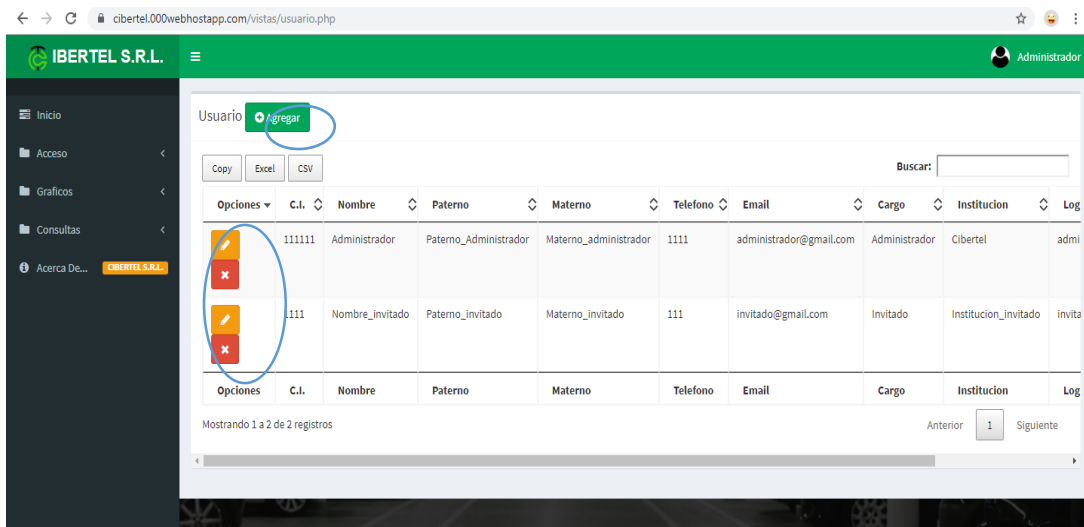 cibertel.000webhostapp.com/vistas/usuario.php
IBERTEL S.R.L.
Administrador
Inicio
Acceso
Graficos
Consultas
Acerca De... CIBERTEL S.R.L.
Usuario Agregar
Copy Excel CSV Buscar:
Opciones C.I. Nombre Paterno Materno Telefono Email Cargo Institucion Log
111111 Administrador Paterno_Administrador Materno_administrador 1111 administrador@gmail.com Administrador Cibertel admi
1111 Nombre_invitado Paterno_invitado Materno_invitado 111 invitado@gmail.com Invitado Institucion_invitado invita
Opciones C.I. Nombre Paterno Materno Telefono Email Cargo Institucion Log
Mostrando 1 a 2 de 2 registros
Anterior 1 Siguiente